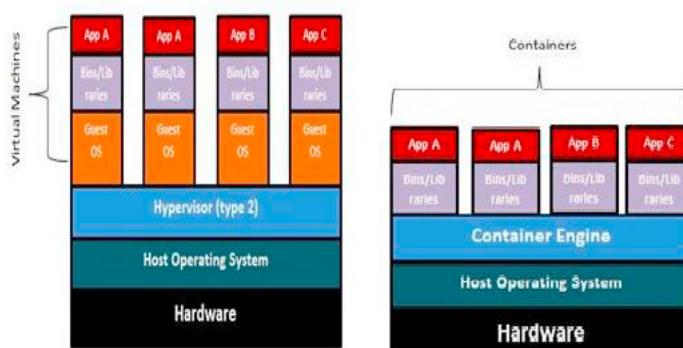 Virtual Machines
App A
App A
App B
App C
Bins/Lib
raries
Bins/Lib
raries
Bins/Lib
raries
Bins/Lib
raries
Guest
OS
Guest
OS
Guest
OS
Guest
OS
Hypervisor (type 2)
Host Operating System
Hardware
Containers
App A
App A
App B
App C
Bins/Lib
raries
Bins/Lib
raries
Bins/Lib
raries
Bins/Lib
raries
Container Engine
Host Operating System
Hardware